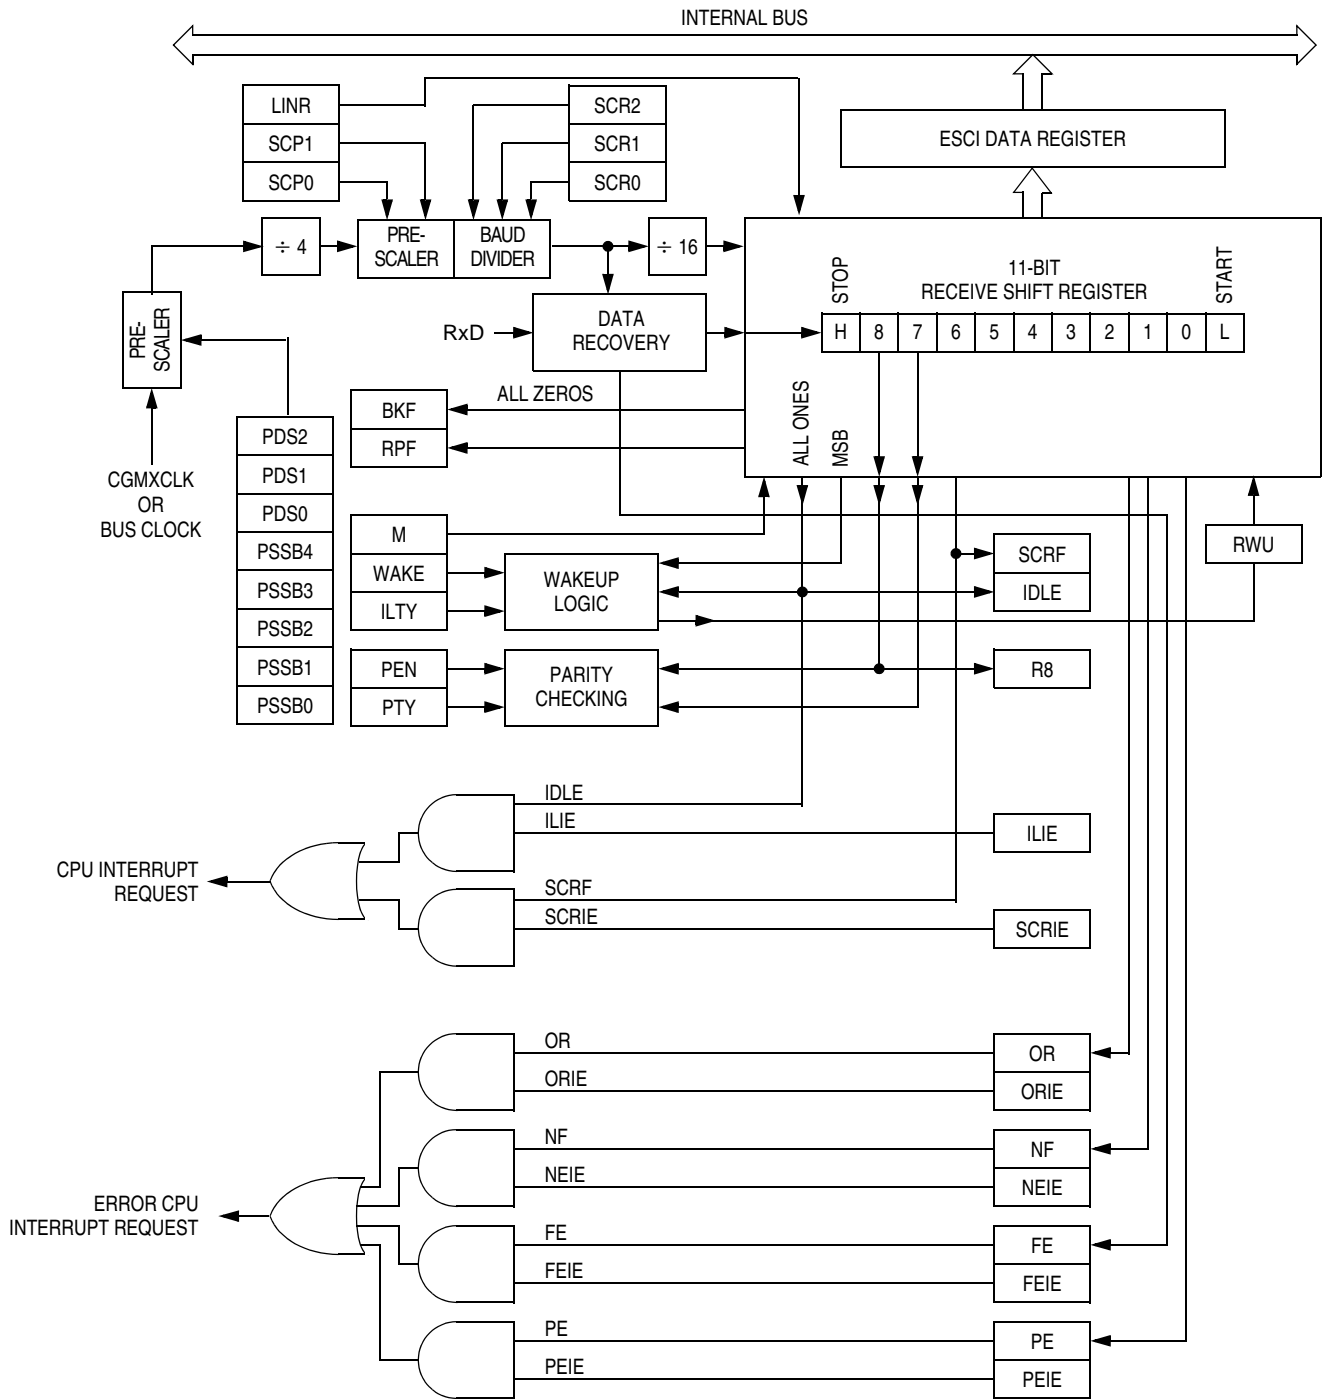 INTERNAL BUS
LINR
SCP1
SCP0
SCR2
SCR1
SCR0
ESCI DATA REGISTER
÷ 4
PRE-
SCALER
BAUD
DIVIDER
÷ 16
PRE-
SCALER
RxD
DATA
RECOVERY
STOP
11-BIT
RECEIVE SHIFT REGISTER
START
H 8 7 6 5 4 3 2 1 0 L
ALL ZEROS
ALL ONES
MSB
BKF
RPF
CGMXCLK
OR
BUS CLOCK
PDS2
PDS1
PDS0
PSSB4
PSSB3
PSSB2
PSSB1
PSSB0
M
WAKE
ILTY
WAKEUP
LOGIC
SCRF
IDLE
RWU
PEN
PTY
PARITY
CHECKING
R8
IDLE
ILIE
ILIE
CPU INTERRUPT
REQUEST
SCRF
SCRIE
SCRIE
OR
ORIE
OR
ORIE
NF
NEIE
NF
NEIE
ERROR CPU
INTERRUPT REQUEST
FE
FEIE
FE
FEIE
PE
PEIE
PE
PEIE